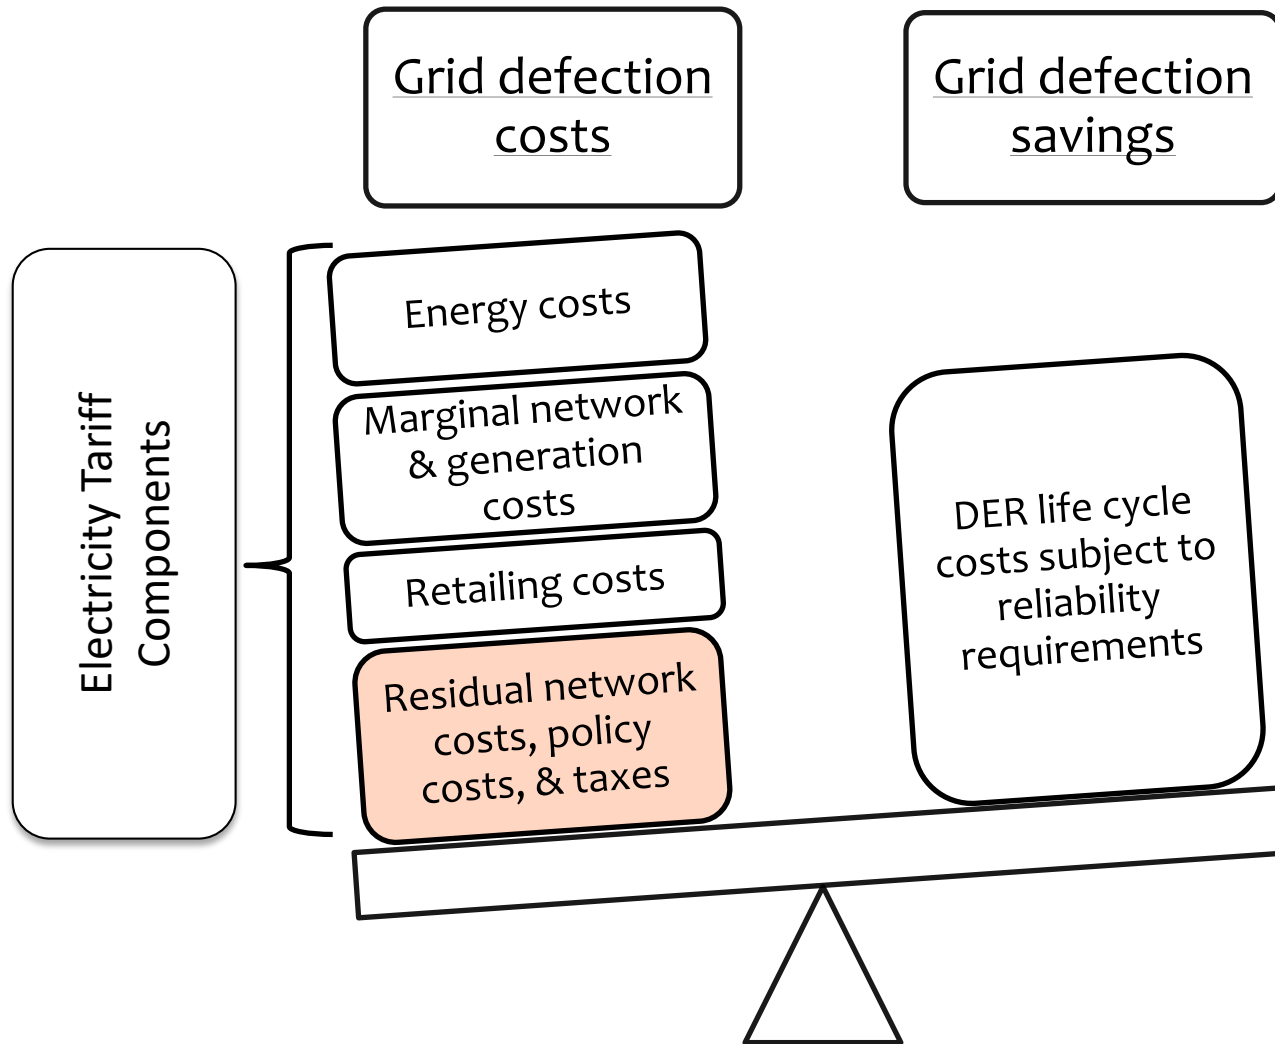 Grid defection
costs
Grid defection
savings
Electricity Tariff
Components
Energy costs
Marginal network
& generation
costs
Retailing costs
Residual network
costs, policy
costs, & taxes
DER life cycle
costs subject to
reliability
requirements